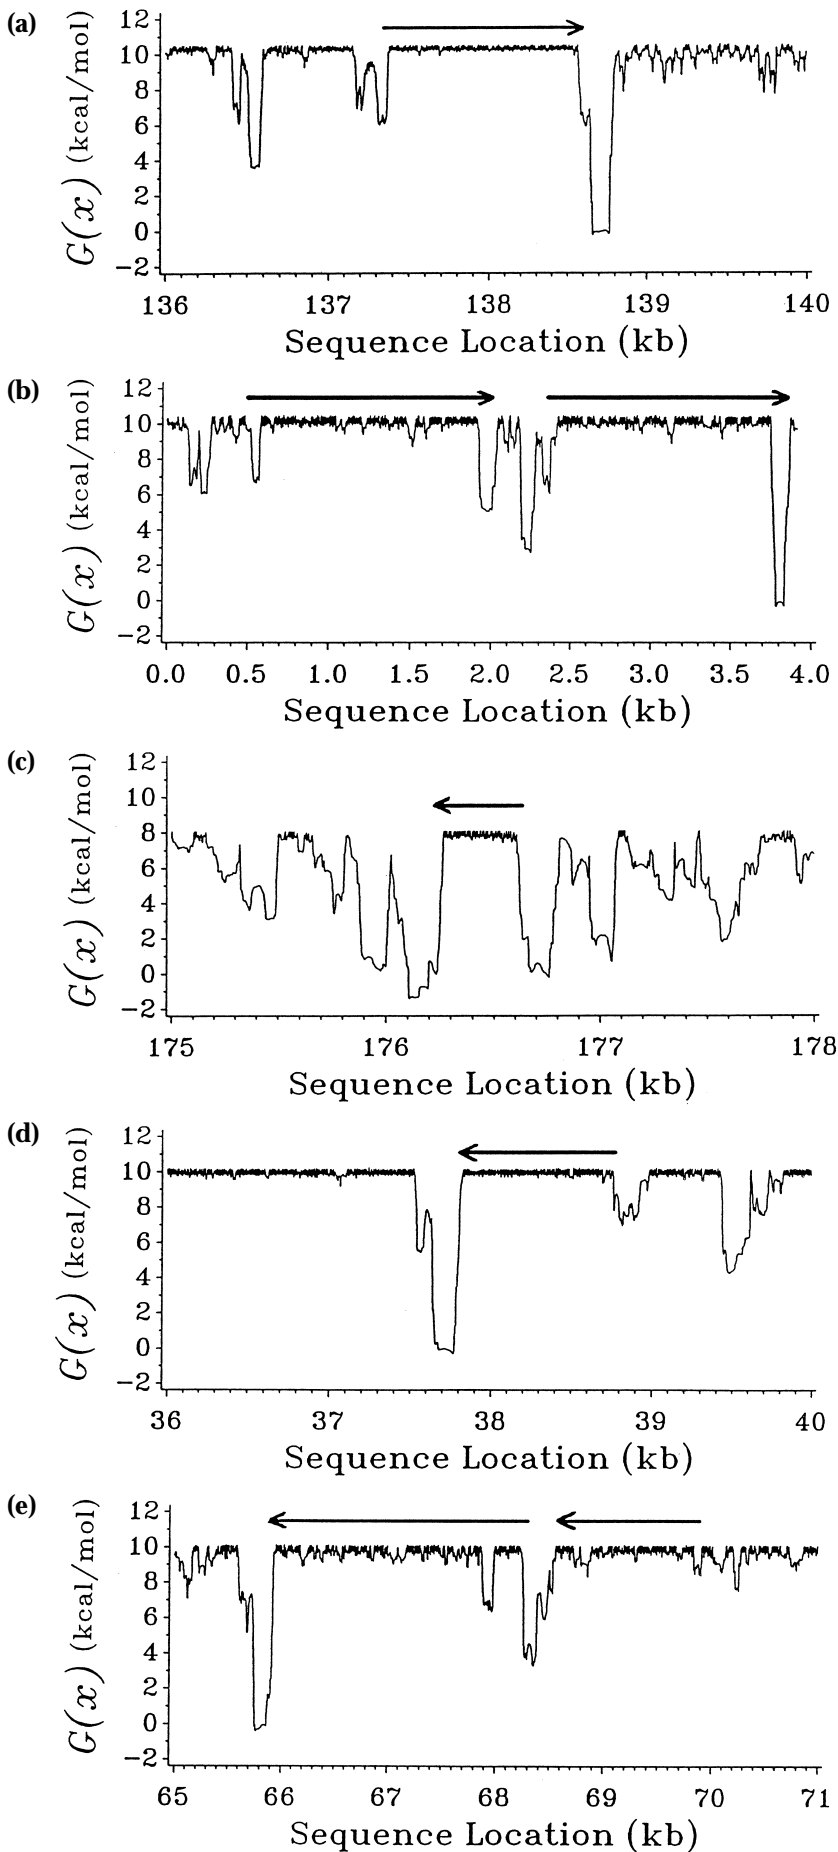 (a)
G(x) (kcal/mol)
12
10
8
6
4
2
0
−2
136 137 138 139 140
Sequence Location (kb)
(b)
G(x) (kcal/mol)
12
10
8
6
4
2
0
−2
0.0 0.5 1.0 1.5 2.0 2.5 3.0 3.5 4.0
Sequence Location (kb)
(c)
G(x) (kcal/mol)
12
10
8
6
4
2
0
−2
175 176 177 178
Sequence Location (kb)
(d)
G(x) (kcal/mol)
12
10
8
6
4
2
0
−2
36 37 38 39 40
Sequence Location (kb)
(e)
G(x) (kcal/mol)
12
10
8
6
4
2
0
−2
65 66 67 68 69 70 71
Sequence Location (kb)